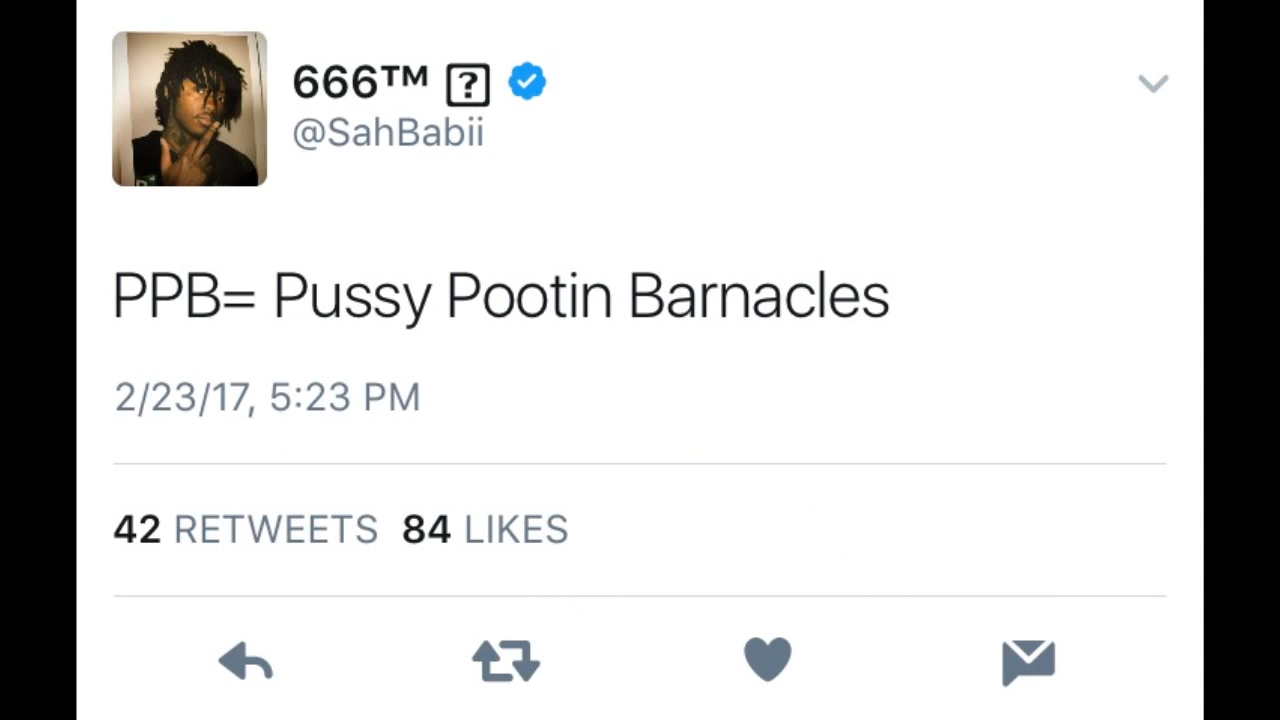 666™ [?]
@SahBabii
PPB= Pussy Pootin Barnacles
2/23/17, 5:23 PM
42 RETWEETS 84 LIKES